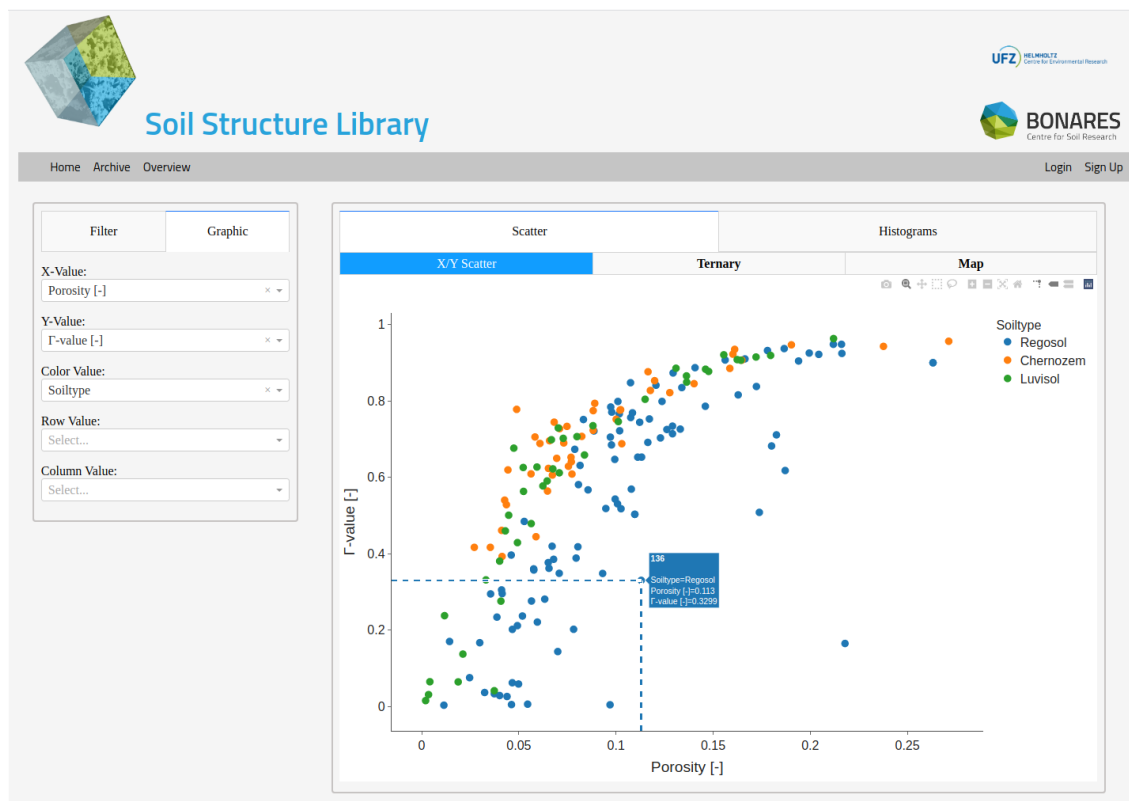 UFZ HELMHOLTZ
Centre for Environmental Research
Soil Structure Library
BONARES
Centre for Soil Research
Home Archive Overview Login Sign Up
Filter Graphic
X-Value:
Porosity [-]
Y-Value:
Γ-value [-]
Color Value:
Soiltype
Row Value:
Select...
Column Value:
Select...
Scatter Histograms
X/Y Scatter Ternary Map
Soiltype
Regosol
Chernozem
Luvisol
1
0.8
0.6
0.4
0.2
0
Γ-value [-]
136
Soiltype=Regosol
Porosity [-]=0.113
Γ-value [-]=0.3299
0 0.05 0.1 0.15 0.2 0.25
Porosity [-]